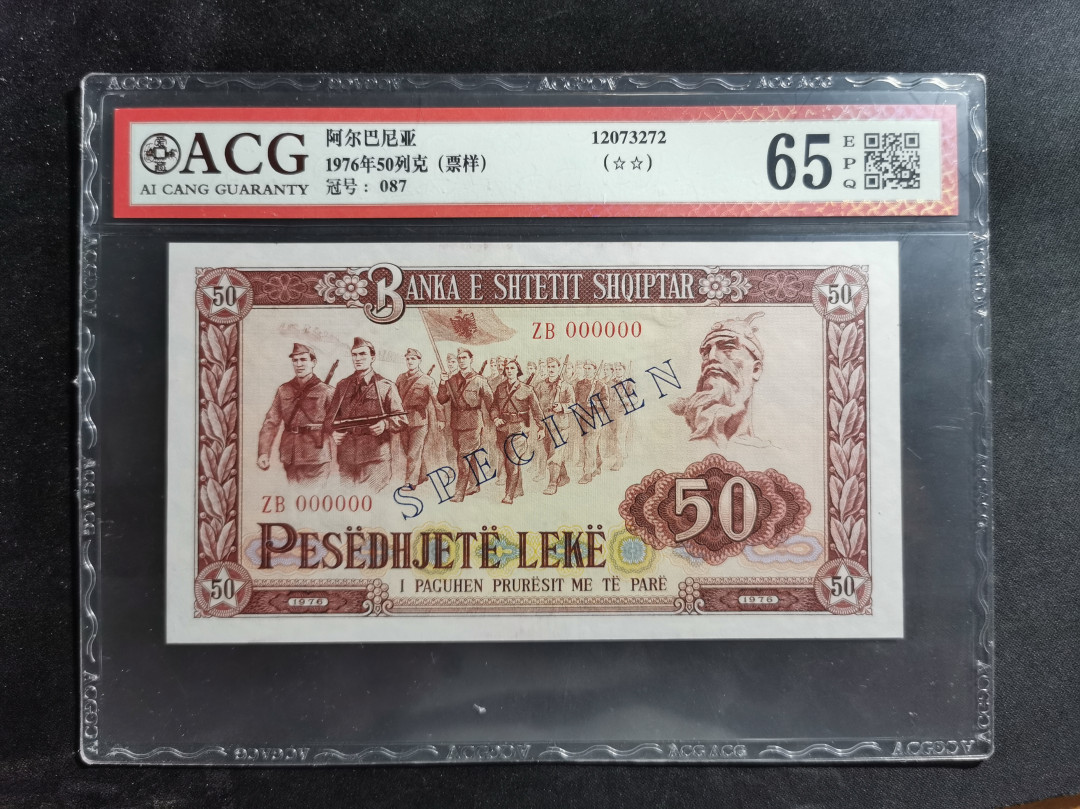 ACG
AI CANG GUARANTY
阿尔巴尼亚
1976年50列克（票样）
冠号： 087
12073272
(☆☆)
65
EPQ
50
BANKA E SHTETIT SHQIPTAR
50
ZB 000000
SPECIMEN
ZB 000000
50
PESËDHJETË LEKË
I PAGUHEN PRURËSIT ME TË PARË
50
1976
1976
50